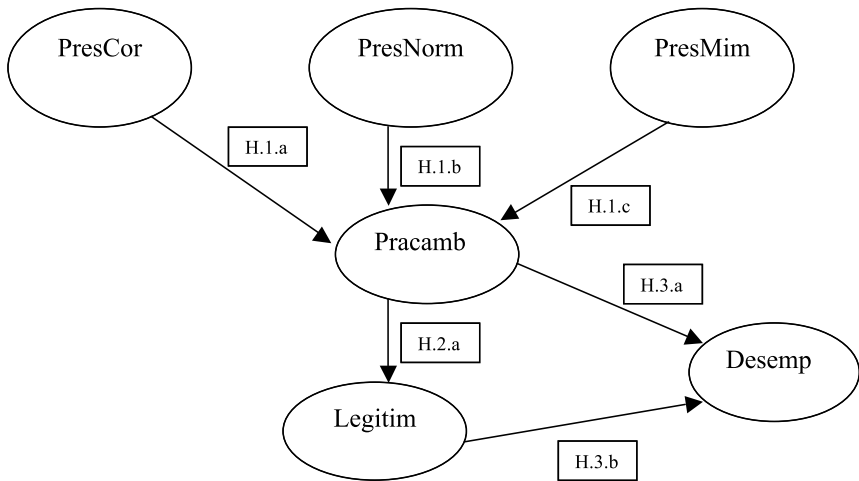 PresCor
PresNorm
PresMim
H.1.a
H.1.b
H.1.c
Pracamb
H.3.a
H.2.a
Desemp
Legitim
H.3.b